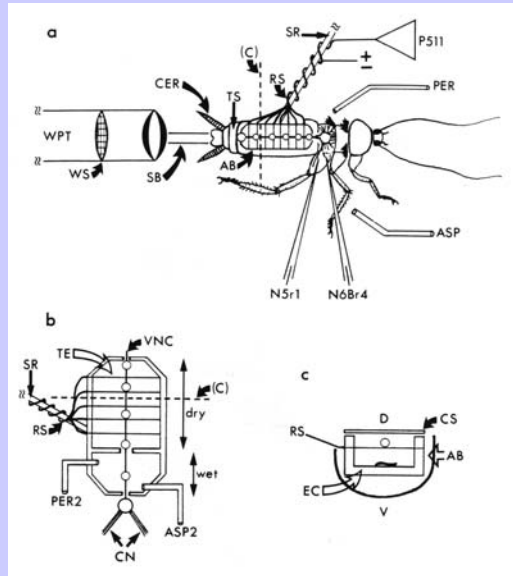 a
SR
P511
(C)
±
RS
CER
TS
PER
WPT
AB
WS
SB
ASP
N5r1
N6Br4
b
VNC
TE
SR
(C)
dry
RS
wet
PER2
ASP2
CN
c
D
CS
RS
AB
EC
V